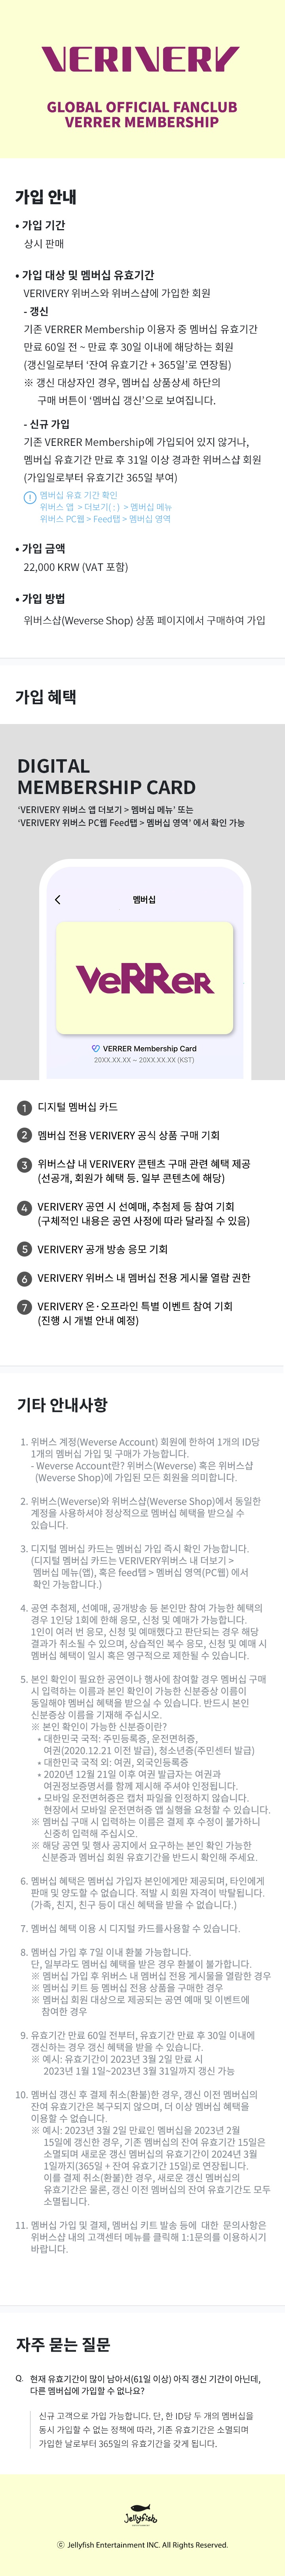 VERIVERY
GLOBAL OFFICIAL FANCLUB
VERRER MEMBERSHIP
가입 안내
• 가입 기간
상시 판매
• 가입 대상 및 멤버십 유효기간
VERIVERY 위버스와 위버스샵에 가입한 회원
- 갱신
기존 VERRER Membership 이용자 중 멤버십 유효기간
만료 60일 전 ~ 만료 후 30일 이내에 해당하는 회원
(갱신일로부터 ‘잔여 유효기간 + 365일’로 연장됨)
※ 갱신 대상자인 경우, 멤버십 상품상세 하단의
구매 버튼이 ‘멤버십 갱신’으로 보여집니다.
- 신규 가입
기존 VERRER Membership에 가입되어 있지 않거나,
멤버십 유효기간 만료 후 31일 이상 경과한 위버스샵 회원
(가입일로부터 유효기간 365일 부여)
멤버십 유효 기간 확인
위버스 앱 > 더보기( : ) > 멤버십 메뉴
위버스 PC웹 > Feed탭 > 멤버십 영역
• 가입 금액
22,000 KRW (VAT 포함)
• 가입 방법
위버스샵(Weverse Shop) 상품 페이지에서 구매하여 가입
가입 혜택
DIGITAL
MEMBERSHIP CARD
‘VERIVERY 위버스 앱 더보기 > 멤버십 메뉴’ 또는
‘VERIVERY 위버스 PC웹 Feed탭 > 멤버십 영역’ 에서 확인 가능
멤버십
VeRRer
VERRER Membership Card
20XX.XX.XX ~ 20XX.XX.XX (KST)
1 디지털 멤버십 카드
2 멤버십 전용 VERIVERY 공식 상품 구매 기회
3 위버스샵 내 VERIVERY 콘텐츠 구매 관련 혜택 제공
(선공개, 회원가 혜택 등. 일부 콘텐츠에 해당)
4 VERIVERY 공연 시 선예매, 추첨제 등 참여 기회
(구체적인 내용은 공연 사정에 따라 달라질 수 있음)
5 VERIVERY 공개 방송 응모 기회
6 VERIVERY 위버스 내 멤버십 전용 게시물 열람 권한
7 VERIVERY 온·오프라인 특별 이벤트 참여 기회
(진행 시 개별 안내 예정)
기타 안내사항
1. 위버스 계정(Weverse Account) 회원에 한하여 1개의 ID당
1개의 멤버십 가입 및 구매가 가능합니다.
- Weverse Account란? 위버스(Weverse) 혹은 위버스샵
(Weverse Shop)에 가입된 모든 회원을 의미합니다.
2. 위버스(Weverse)와 위버스샵(Weverse Shop)에서 동일한
계정을 사용하셔야 정상적으로 멤버십 혜택을 받으실 수
있습니다.
3. 디지털 멤버십 카드는 멤버십 가입 즉시 확인 가능합니다.
(디지털 멤버십 카드는 VERIVERY위버스 내 더보기 >
멤버십 메뉴(앱), 혹은 feed탭 > 멤버십 영역(PC웹) 에서
확인 가능합니다.)
4. 공연 추첨제, 선예매, 공개방송 등 본인만 참여 가능한 혜택의
경우 1인당 1회에 한해 응모, 신청 및 예매가 가능합니다.
1인이 여러 번 응모, 신청 및 예매했다고 판단되는 경우 해당
결과가 취소될 수 있으며, 상습적인 복수 응모, 신청 및 예매 시
멤버십 혜택이 일시 혹은 영구적으로 제한될 수 있습니다.
5. 본인 확인이 필요한 공연이나 행사에 참여할 경우 멤버십 구매
시 입력하는 이름과 본인 확인이 가능한 신분증상 이름이
동일해야 멤버십 혜택을 받으실 수 있습니다. 반드시 본인
신분증상 이름을 기재해 주십시오.
※ 본인 확인이 가능한 신분증이란?
* 대한민국 국적: 주민등록증, 운전면허증,
여권(2020.12.21 이전 발급), 청소년증(주민센터 발급)
* 대한민국 국적 외: 여권, 외국인등록증
* 2020년 12월 21일 이후 여권 발급자는 여권과
여권정보증명서를 함께 제시해 주셔야 인정됩니다.
* 모바일 운전면허증은 캡처 파일을 인정하지 않습니다.
현장에서 모바일 운전면허증 앱 실행을 요청할 수 있습니다.
※ 멤버십 구매 시 입력하는 이름은 결제 후 수정이 불가하니
신중히 입력해 주십시오.
※ 해당 공연 및 행사 공지에서 요구하는 본인 확인 가능한
신분증과 멤버십 회원 유효기간을 반드시 확인해 주세요.
6. 멤버십 혜택은 멤버십 가입자 본인에게만 제공되며, 타인에게
판매 및 양도할 수 없습니다. 적발 시 회원 자격이 박탈됩니다.
(가족, 친지, 친구 등이 대신 혜택을 받을 수 없습니다.)
7. 멤버십 혜택 이용 시 디지털 카드를사용할 수 있습니다.
8. 멤버십 가입 후 7일 이내 환불 가능합니다.
단, 일부라도 멤버십 혜택을 받은 경우 환불이 불가합니다.
※ 멤버십 가입 후 위버스 내 멤버십 전용 게시물을 열람한 경우
※ 멤버십 키트 등 멤버십 전용 상품을 구매한 경우
※ 멤버십 회원 대상으로 제공되는 공연 예매 및 이벤트에
참여한 경우
9. 유효기간 만료 60일 전부터, 유효기간 만료 후 30일 이내에
갱신하는 경우 갱신 혜택을 받을 수 있습니다.
※ 예시: 유효기간이 2023년 3월 2일 만료 시
2023년 1월 1일~2023년 3월 31일까지 갱신 가능
10. 멤버십 갱신 후 결제 취소(환불)한 경우, 갱신 이전 멤버십의
잔여 유효기간은 복구되지 않으며, 더 이상 멤버십 혜택을
이용할 수 없습니다.
※ 예시: 2023년 3월 2일 만료인 멤버십을 2023년 2월
15일에 갱신한 경우, 기존 멤버십의 잔여 유효기간 15일은
소멸되며 새로운 갱신 멤버십의 유효기간이 2024년 3월
1일까지(365일 + 잔여 유효기간 15일)로 연장됩니다.
이를 결제 취소(환불)한 경우, 새로운 갱신 멤버십의
유효기간은 물론, 갱신 이전 멤버십의 잔여 유효기간도 모두
소멸됩니다.
11. 멤버십 가입 및 결제, 멤버십 키트 발송 등에 대한 문의사항은
위버스샵 내의 고객센터 메뉴를 클릭해 1:1문의를 이용하시기
바랍니다.
자주 묻는 질문
Q. 현재 유효기간이 많이 남아서(61일 이상) 아직 갱신 기간이 아닌데,
다른 멤버십에 가입할 수 없나요?
신규 고객으로 가입 가능합니다. 단, 한 ID당 두 개의 멤버십을
동시 가입할 수 없는 정책에 따라, 기존 유효기간은 소멸되며
가입한 날로부터 365일의 유효기간을 갖게 됩니다.
Jellyfish
ⓒ Jellyfish Entertainment INC. All Rights Reserved.